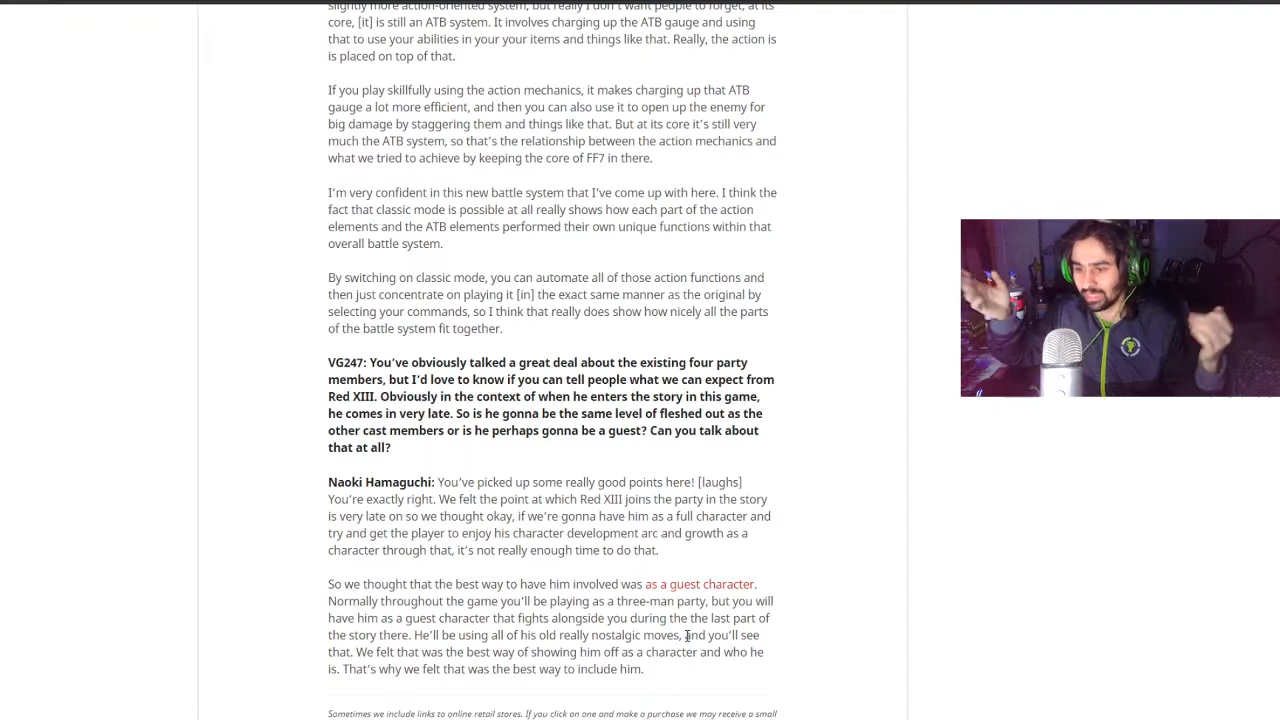 slightly more action-oriented system, but really I don't want people to forget, at its
core, [it] is still an ATB system. It involves charging up the ATB gauge and using
that to use your abilities in your your items and things like that. Really, the action is
is placed on top of that.
If you play skillfully using the action mechanics, it makes charging up that ATB
gauge a lot more efficient, and then you can also use it to open up the enemy for
big damage by staggering them and things like that. But at its core it's still very
much the ATB system, so that's the relationship between the action mechanics and
what we tried to achieve by keeping the core of FF7 in there.
I'm very confident in this new battle system that I've come up with here. I think the
fact that classic mode is possible at all really shows how each part of the action
elements and the ATB elements performed their own unique functions within that
overall battle system.
By switching on classic mode, you can automate all of those action functions and
then just concentrate on playing it [in] the exact same manner as the original by
selecting your commands, so I think that really does show how nicely all the parts
of the battle system fit together.
VG247: You've obviously talked a great deal about the existing four party
members, but I'd love to know if you can tell people what we can expect from
Red XIII. Obviously in the context of when he enters the story in this game,
he comes in very late. So is he gonna be the same level of fleshed out as the
other cast members or is he perhaps gonna be a guest? Can you talk about
that at all?
Naoki Hamaguchi: You've picked up some really good points here! [laughs]
You're exactly right. We felt the point at which Red XIII joins the party in the story
is very late on so we thought okay, if we're gonna have him as a full character and
try and get the player to enjoy his character development arc and growth as a
character through that, it's not really enough time to do that.
So we thought that the best way to have him involved was as a guest character.
Normally throughout the game you'll be playing as a three-man party, but you will
have him as a guest character that fights alongside you during the the last part of
the story there. He'll be using all of his old really nostalgic moves, and you'll see
that. We felt that was the best way of showing him off as a character and who he
is. That's why we felt that was the best way to include him.
Sometimes we include links to online retail stores. If you click on one and make a purchase we may receive a small